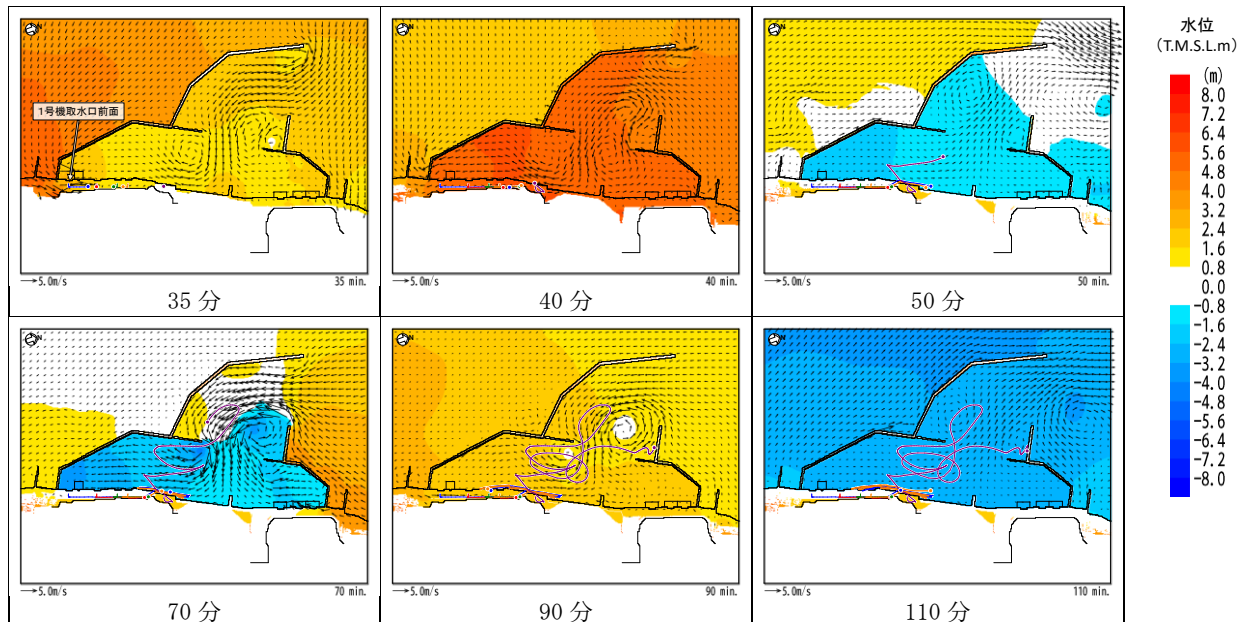 水位
(T.M.S.L.m)
(m)
8.0
7.2
6.4
5.6
4.8
4.0
3.2
2.4
1.6
0.8
0.0
-0.8
-1.6
-2.4
-3.2
-4.0
-4.8
-5.6
-6.4
-7.2
-8.0
N
1号機取水口前面
5.0m/s
35 min.
35 分
N
5.0m/s
40 min.
40 分
N
5.0m/s
50 min.
50 分
N
5.0m/s
70 min.
70 分
N
5.0m/s
90 min.
90 分
N
5.0m/s
110 min.
110 分